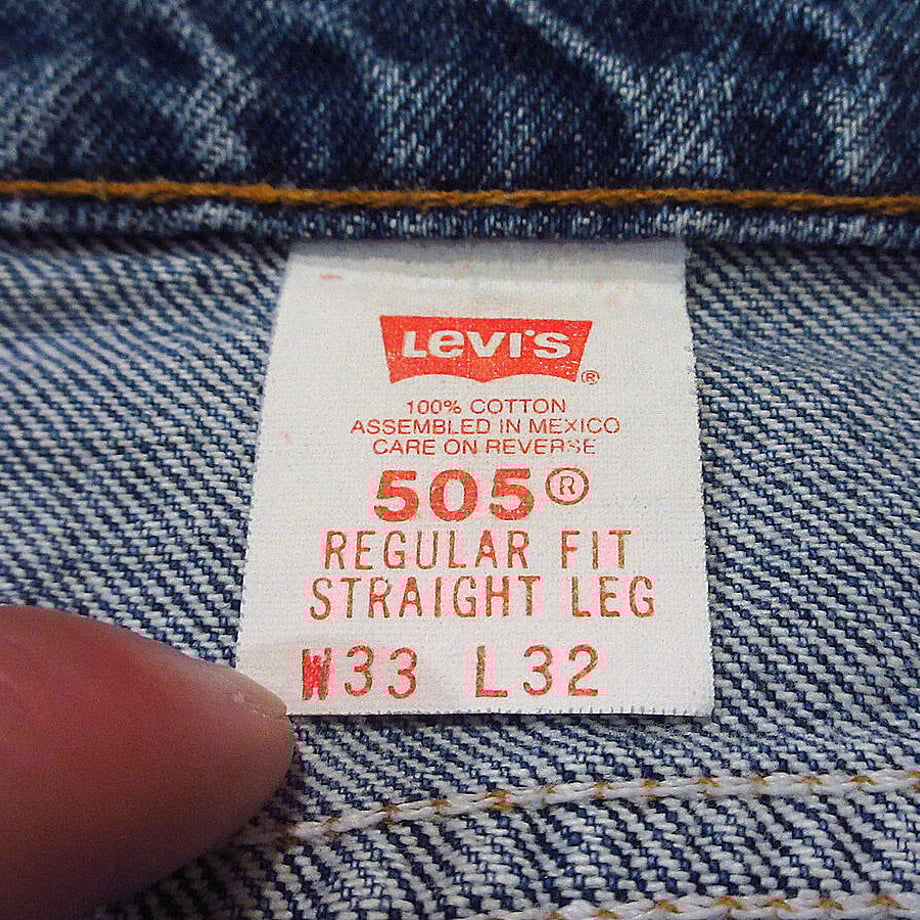 Levi's ®
100% COTTON
ASSEMBLED IN MEXICO
CARE ON REVERSE
505®
REGULAR FIT
STRAIGHT LEG
W33 L32